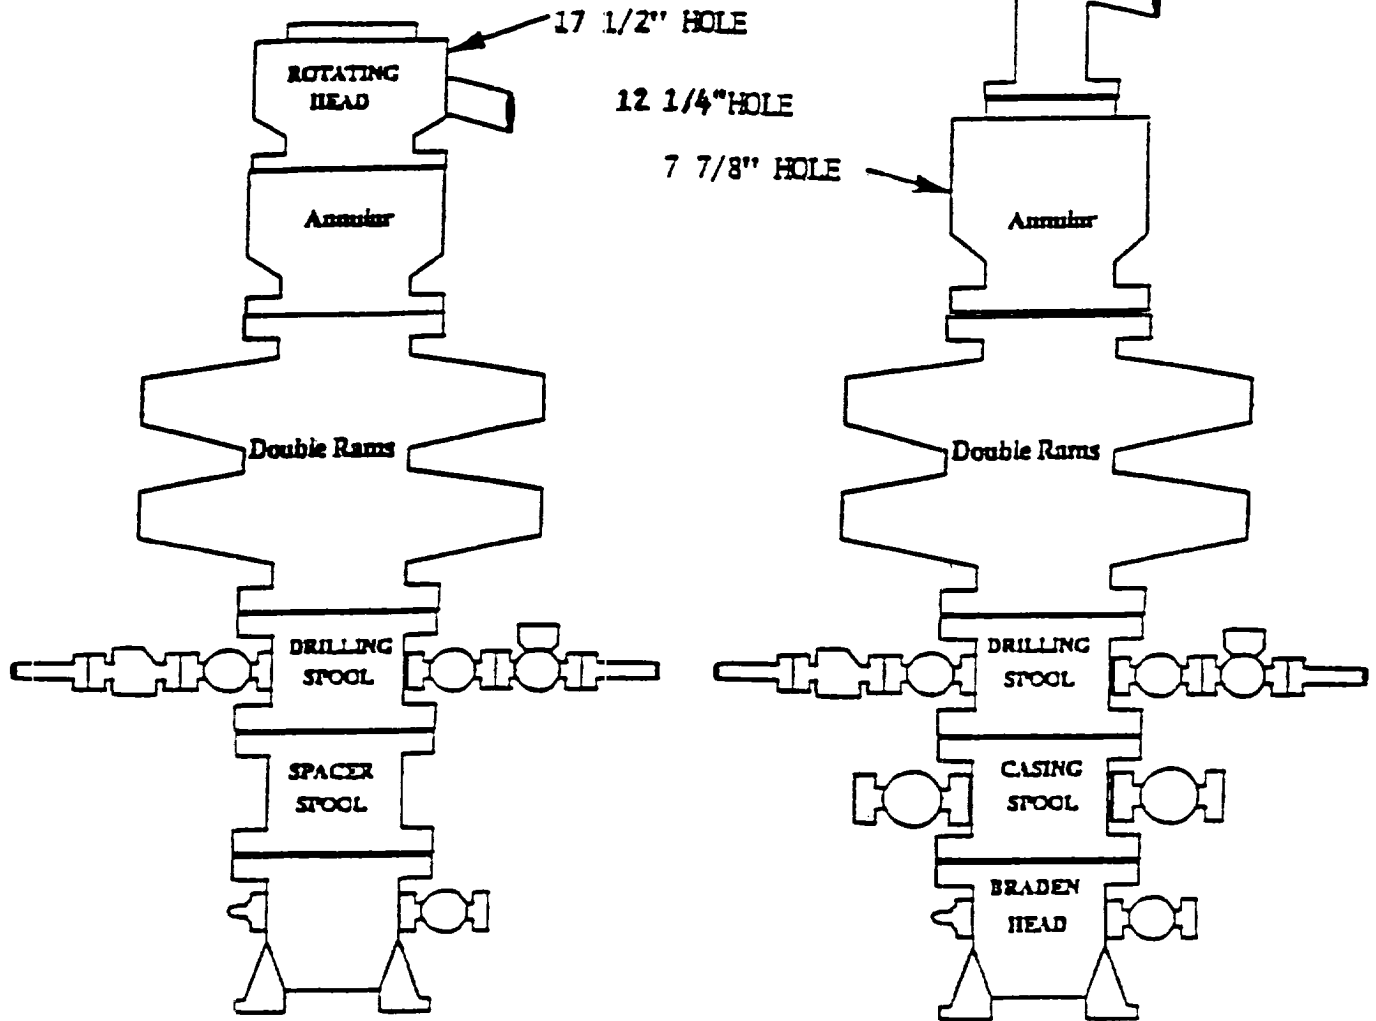 17 1/2" HOLE
ROTATING
HEAD
12 1/4" HOLE
7 7/8" HOLE
Annular
Annular
Double Rams
Double Rams
DRILLING
SPOOL
DRILLING
SPOOL
SPACER
SPOOL
CASING
SPOOL
BRADEN
HEAD